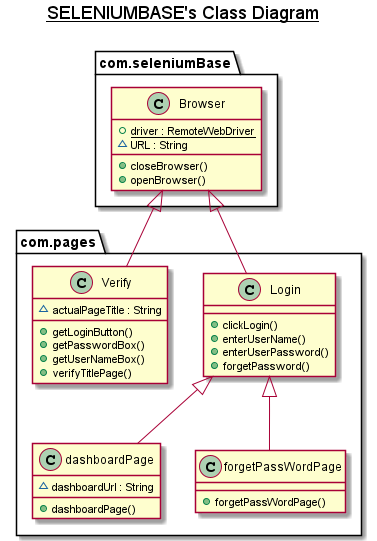 SELENIUMBASE's Class Diagram
com.seleniumBase
C Browser
driver : RemoteWebDriver
URL : String
closeBrowser()
openBrowser()
com.pages
C Verify
actualPageTitle : String
getLoginButton()
getPasswordBox()
getUserNameBox()
verifyTitlePage()
C Login
clickLogin()
enterUserName()
enterUserPassword()
forgetPassword()
C dashboardPage
dashboardUrl : String
dashboardPage()
C forgetPassWordPage
forgetPassWordPage()